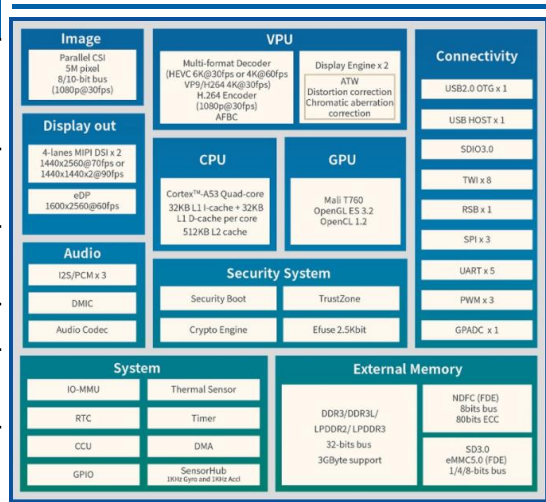 Image
Parallel CSI
5M pixel
8/10-bit bus
(1080p@30fps)
Display out
4-lanes MIPI DSI x 2
1440x2560@70fps or
1440x1440x2@90fps
eDP
1600x2560@60fps
Audio
I2S/PCM x 3
DMIC
Audio Codec
VPU
Multi-format Decoder
(HEVC 6K@30fps or 4K@60fps
VP9/H264 4K@30fps)
H.264 Encoder
(1080p@30fps)
AFBC
Display Engine x 2
ATW
Distortion correction
Chromatic aberration
correction
CPU
Cortex™-A53 Quad-core
32KB L1 I-cache + 32KB
L1 D-cache per core
512KB L2 cache
GPU
Mali T760
OpenGL ES 3.2
OpenCL 1.2
Security System
Security Boot
TrustZone
Crypto Engine
Efuse 2.5Kbit
Connectivity
USB2.0 OTG x 1
USB HOST x 1
SDIO3.0
TWI x 8
RSB x 1
SPI x 3
UART x 5
PWM x 3
GPADC x 1
System
IO-MMU
Thermal Sensor
RTC
Timer
CCU
DMA
GPIO
SensorHub
1KHz Gyro and 1KHz Accl
External Memory
DDR3/DDR3L/
LPDDR2/ LPDDR3
32-bits bus
3GByte support
NDFC (FDE)
8bits bus
80bits ECC
SD3.0
eMMC5.0 (FDE)
1/4/8-bits bus